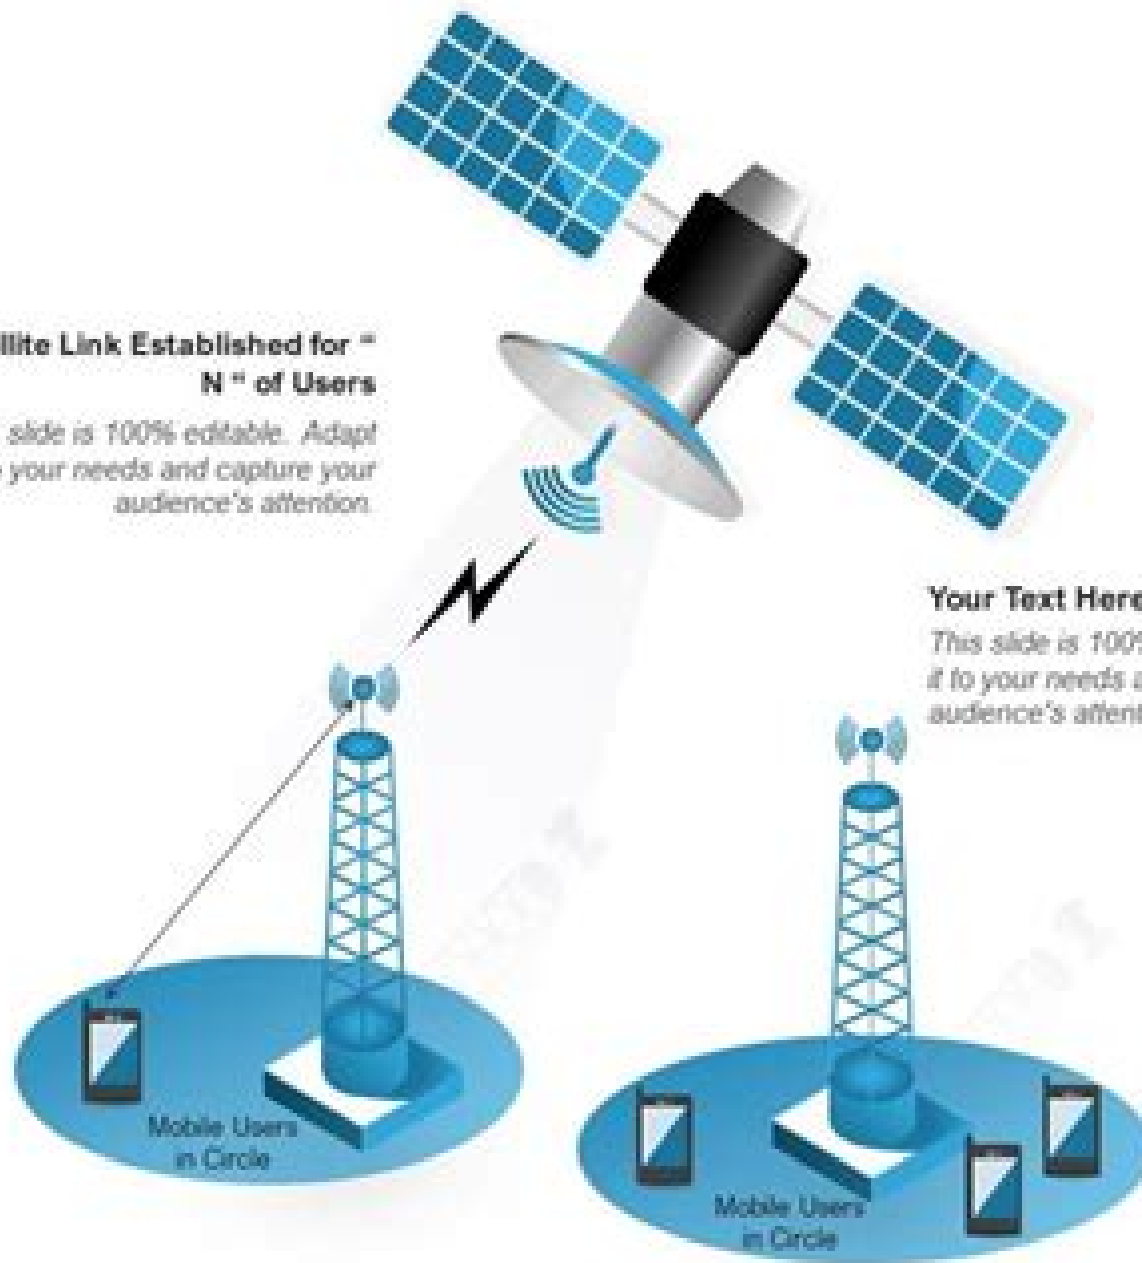 llite Link Established for "
N " of Users
slide is 100% editable. Adapt
your needs and capture your
audience's attention.
Your Text Here
This slide is 100%
it to your needs a
audience's attent
Mobile Users
in Circle
Mobile Users
in Circle